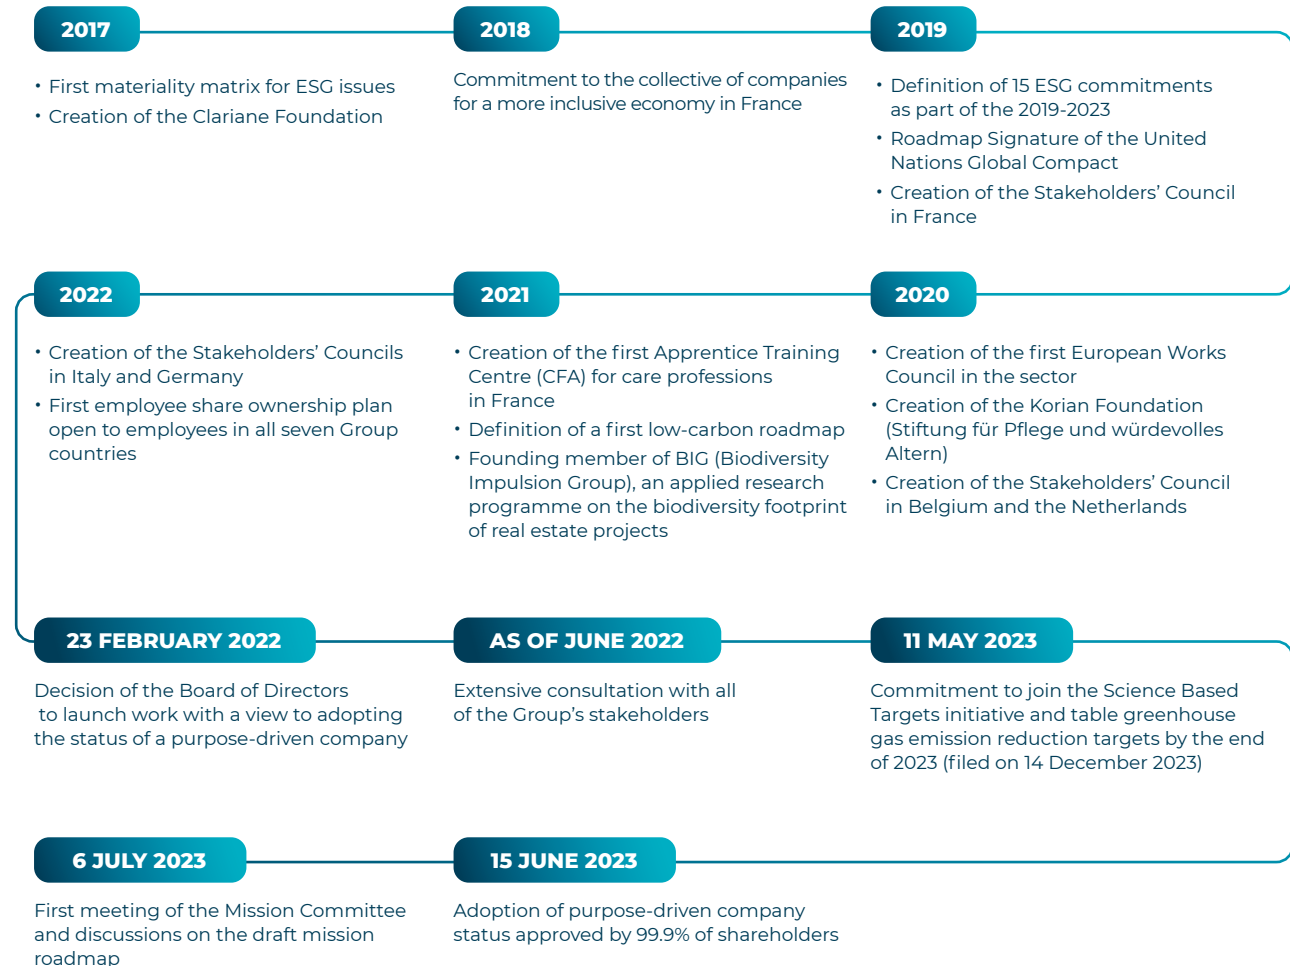 2017
• First materiality matrix for ESG issues
• Creation of the Clariane Foundation
2018
Commitment to the collective of companies
for a more inclusive economy in France
2019
• Definition of 15 ESG commitments
as part of the 2019-2023
• Roadmap Signature of the United
Nations Global Compact
• Creation of the Stakeholders’ Council
in France
2020
• Creation of the first European Works
Council in the sector
• Creation of the Korian Foundation
(Stiftung für Pflege und würdevolles
Altern)
• Creation of the Stakeholders’ Council
in Belgium and the Netherlands
2021
• Creation of the first Apprentice Training
Centre (CFA) for care professions
in France
• Definition of a first low-carbon roadmap
• Founding member of BIG (Biodiversity
Impulsion Group), an applied research
programme on the biodiversity footprint
of real estate projects
2022
• Creation of the Stakeholders’ Councils
in Italy and Germany
• First employee share ownership plan
open to employees in all seven Group
countries
23 FEBRUARY 2022
Decision of the Board of Directors
to launch work with a view to adopting
the status of a purpose-driven company
AS OF JUNE 2022
Extensive consultation with all
of the Group’s stakeholders
11 MAY 2023
Commitment to join the Science Based
Targets initiative and table greenhouse
gas emission reduction targets by the end
of 2023 (filed on 14 December 2023)
15 JUNE 2023
Adoption of purpose-driven company
status approved by 99.9% of shareholders
6 JULY 2023
First meeting of the Mission Committee
and discussions on the draft mission
roadmap